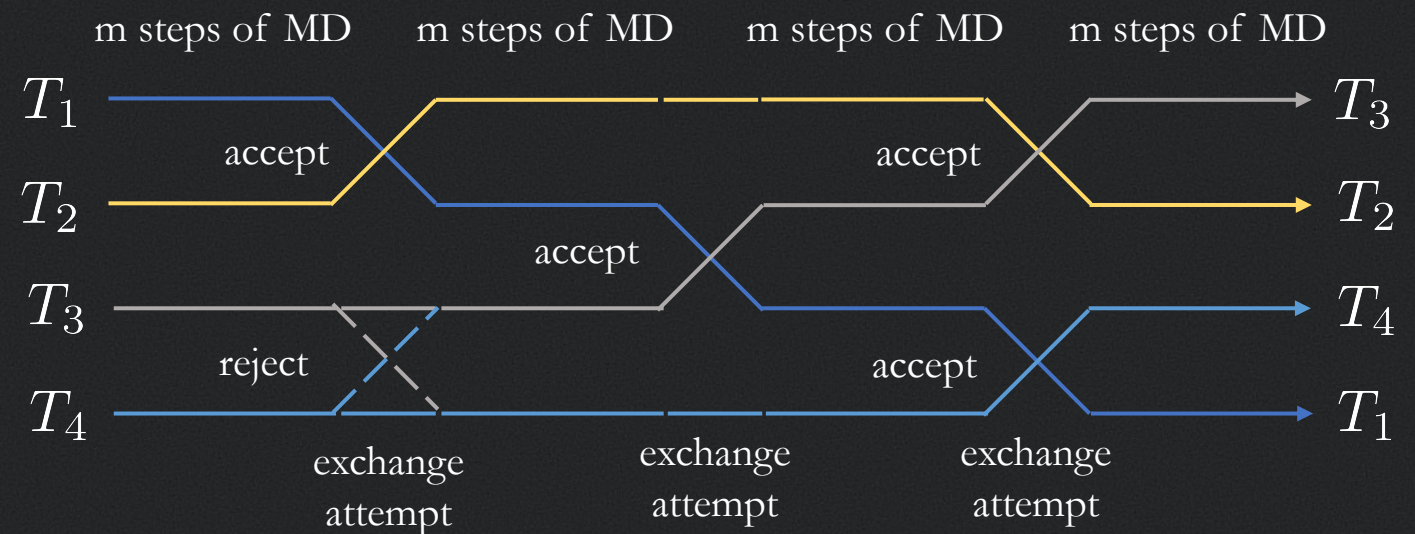 m steps of MD m steps of MD m steps of MD m steps of MD
T₁ T₃
accept accept
T₂ T₂
accept
T₃ T₄
reject accept
T₄ T₁
exchange exchange exchange
attempt attempt attempt